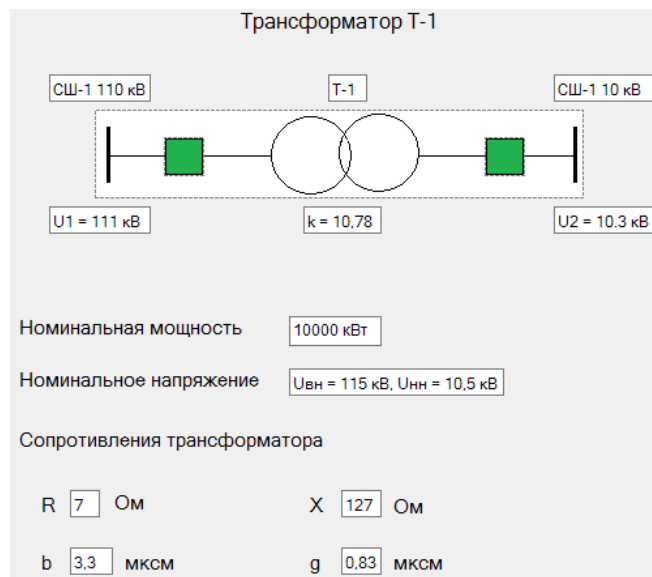 Трансформатор Т-1
СШ-1 110 кВ Т-1 СШ-1 10 кВ
U1 = 111 кВ k = 10,78 U2 = 10.3 кВ
Номинальная мощность 10000 кВт
Номинальное напряжение Uвн = 115 кВ, Uнн = 10,5 кВ
Сопротивления трансформатора
R 7 Ом X 127 Ом
b 3,3 мксм g 0,83 мксм